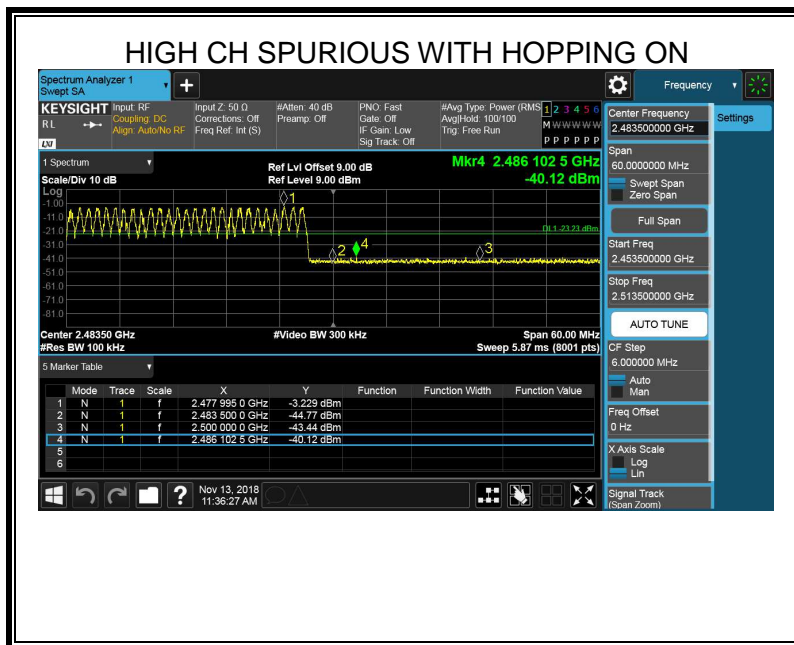 HIGH CH SPURIOUS WITH HOPPING ON
Spectrum Analyzer 1
Swept SA
+
Frequency
KEYSIGHT
RL
LXI
Input: RF
Coupling: DC
Align: Auto/No RF
Input Z: 50 Ω
Corrections: Off
Freq Ref: Int (S)
#Atten: 40 dB
Preamp: Off
PNO: Fast
Gate: Off
IF Gain: Low
Sig Track: Off
#Avg Type: Power (RMS
Avg|Hold: 100/100
Trig: Free Run
1 2 3 4 5 6
M W W W W W
P P P P P P
1 Spectrum
Scale/Div 10 dB
Ref Lvl Offset 9.00 dB
Ref Level 9.00 dBm
Mkr4 2.486 102 5 GHz
-40.12 dBm
Log
-1.00
-11.0
-21.0
-31.0
-41.0
-51.0
-61.0
-71.0
-81.0
1
2
4
3
DL1 -23.23 dBm
Center 2.48350 GHz
#Res BW 100 kHz
#Video BW 300 kHz
Span 60.00 MHz
Sweep 5.87 ms (8001 pts)
5 Marker Table
Mode Trace Scale X Y Function Function Width Function Value
1 N 1 f 2.477 995 0 GHz -3.229 dBm
2 N 1 f 2.483 500 0 GHz -44.77 dBm
3 N 1 f 2.500 000 0 GHz -43.44 dBm
4 N 1 f 2.486 102 5 GHz -40.12 dBm
5
6
?
Nov 13, 2018
11:36:27 AM
Center Frequency
2.483500000 GHz
Span
60.0000000 MHz
Swept Span
Zero Span
Full Span
Start Freq
2.453500000 GHz
Stop Freq
2.513500000 GHz
AUTO TUNE
CF Step
6.000000 MHz
Auto
Man
Freq Offset
0 Hz
X Axis Scale
Log
Lin
Signal Track
(Span Zoom)
Settings